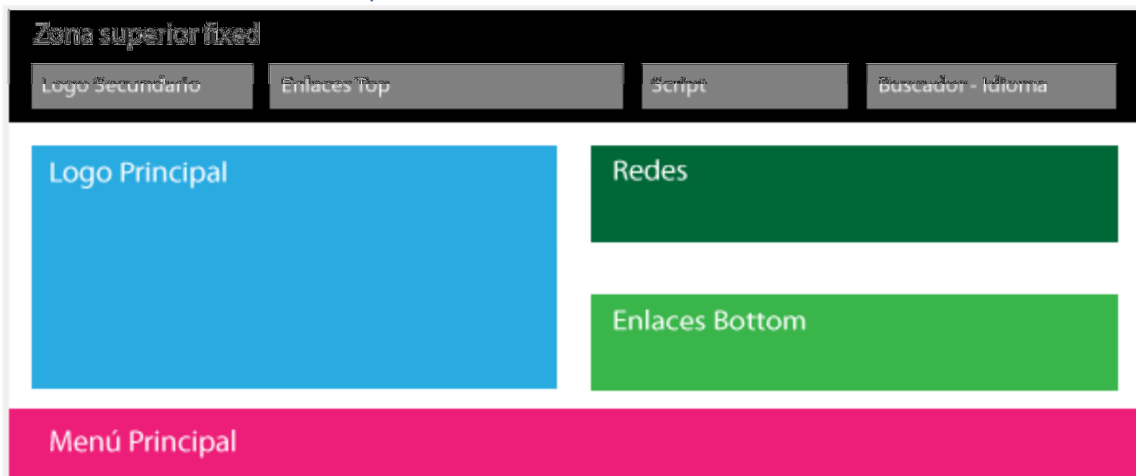 Zona superior fixed
Logo Secundario
Enlaces Top
Script
Buscador - Idioma
Logo Principal
Redes
Enlaces Bottom
Menú Principal